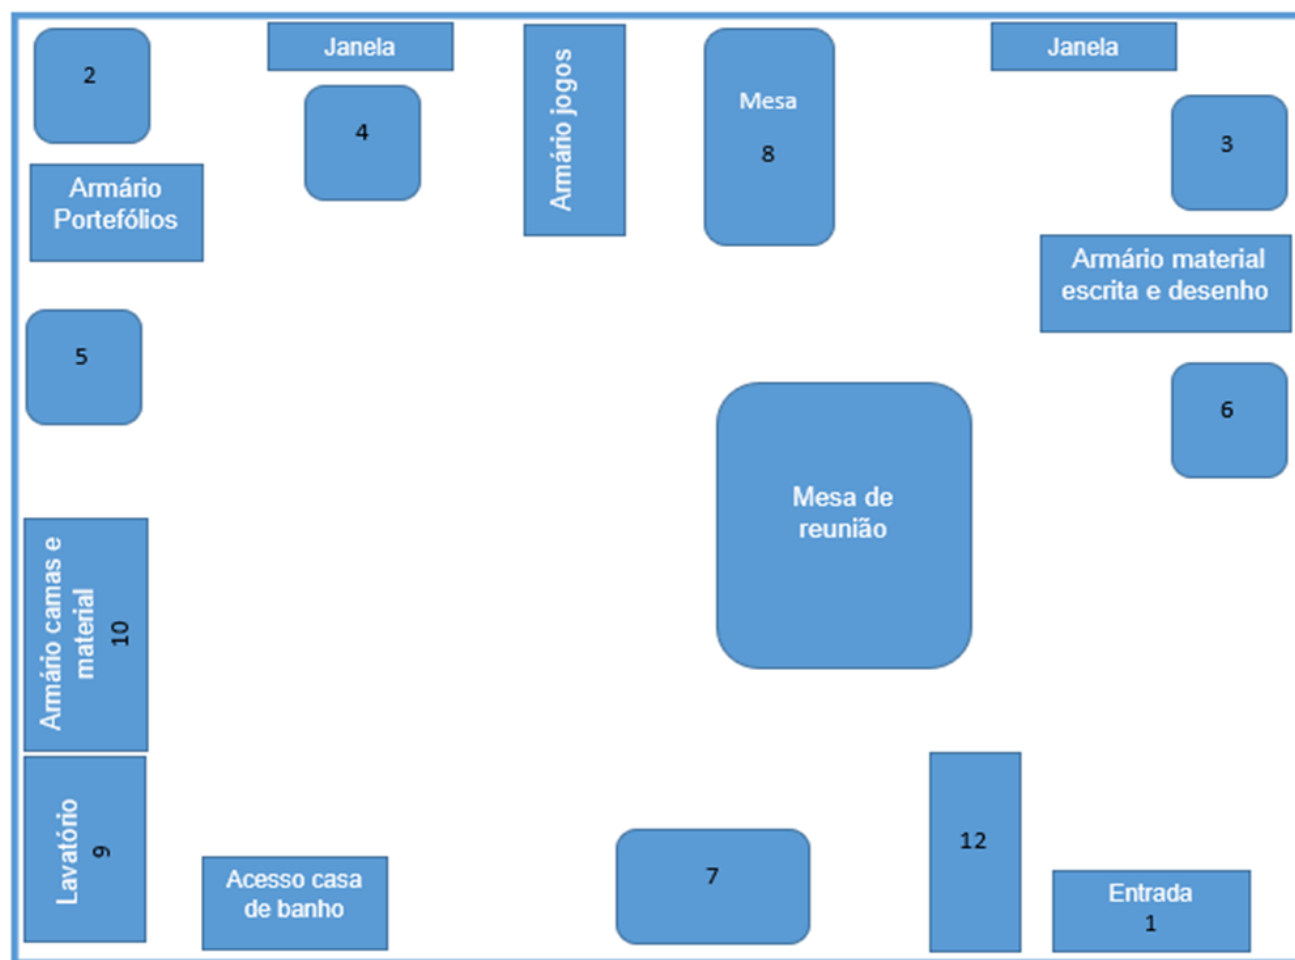 2
Janela
4
Armário jogos
Mesa
8
Janela
3
Armário
Portefólios
Armário material
escrita e desenho
5
6
Mesa de
reunião
Armário camas e
material
10
Lavatório
9
Acesso casa
de banho
7
12
Entrada
1